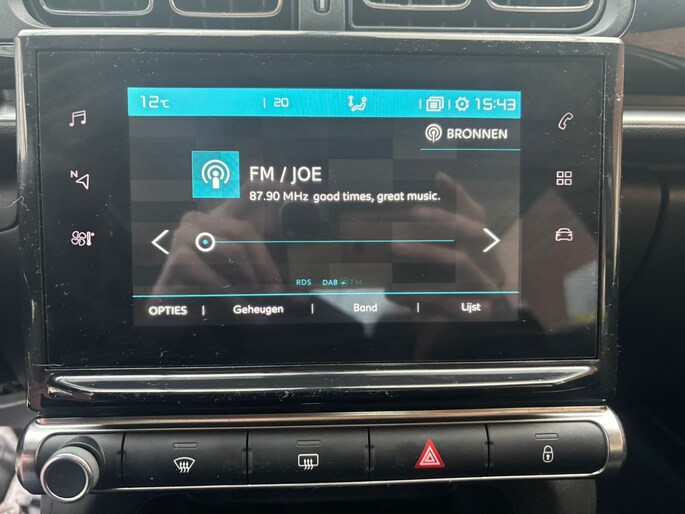 12°C | 20 | | 15:43
BRONNEN
FM / JOE
87.90 MHz good times, great music.
N
RDS DAB FM
OPTIES | Geheugen | Band | Lijst